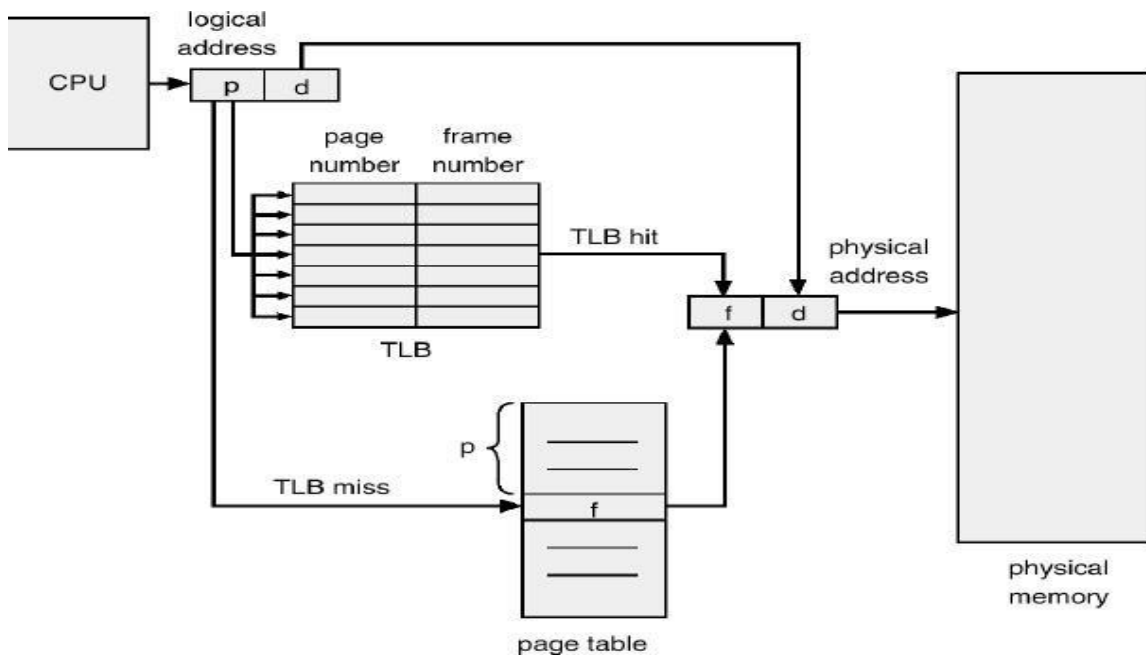 logical
address
CPU
p
d
page
number
frame
number
TLB hit
physical
address
f
d
TLB
p
TLB miss
f
physical
memory
page table